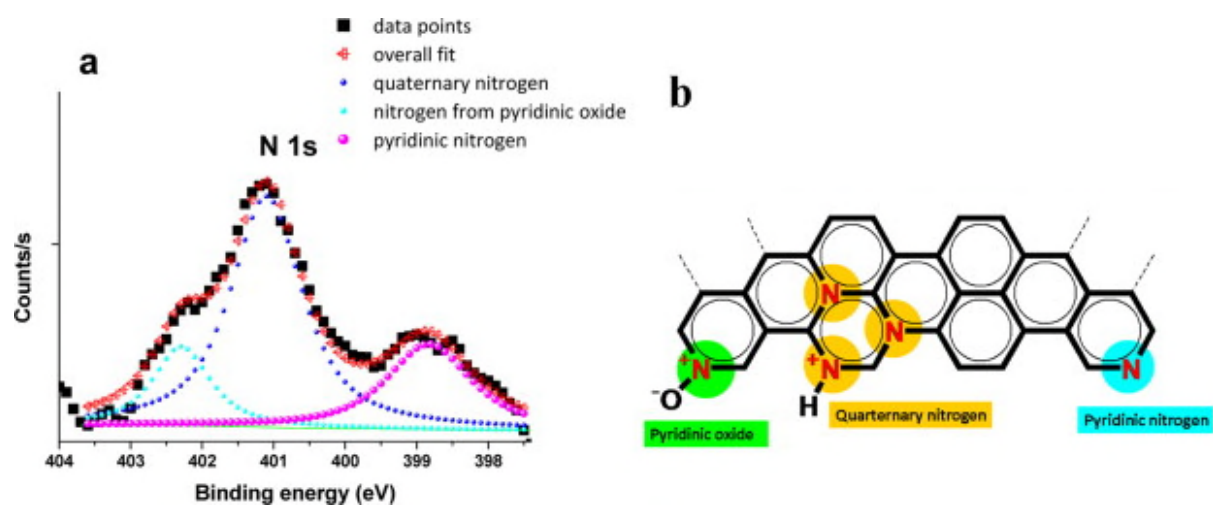 data points
overall fit
quaternary nitrogen
nitrogen from pyridinic oxide
pyridinic nitrogen
a
N 1s
Counts/s
404 403 402 401 400 399 398
Binding energy (eV)
b
N
N
+ N
+ N
N
⁻O
H
Pyridinic oxide
Quarternary nitrogen
Pyridinic nitrogen